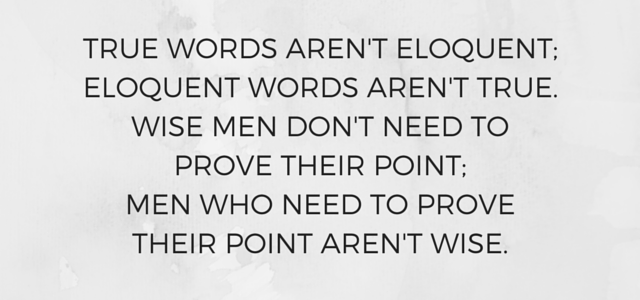 TRUE WORDS AREN'T ELOQUENT;
ELOQUENT WORDS AREN'T TRUE.
WISE MEN DON'T NEED TO
PROVE THEIR POINT;
MEN WHO NEED TO PROVE
THEIR POINT AREN'T WISE.